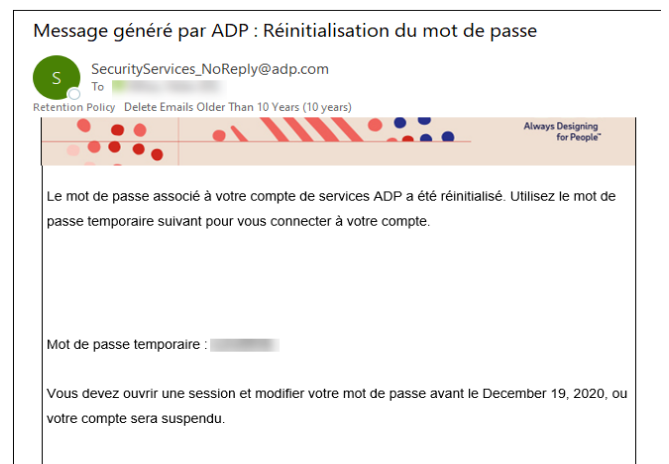 Message généré par ADP : Réinitialisation du mot de passe
S
SecurityServices_NoReply@adp.com
To
Retention Policy Delete Emails Older Than 10 Years (10 years)
Always Designing
for People™
Le mot de passe associé à votre compte de services ADP a été réinitialisé. Utilisez le mot de
passe temporaire suivant pour vous connecter à votre compte.
Mot de passe temporaire :
Vous devez ouvrir une session et modifier votre mot de passe avant le December 19, 2020, ou
votre compte sera suspendu.